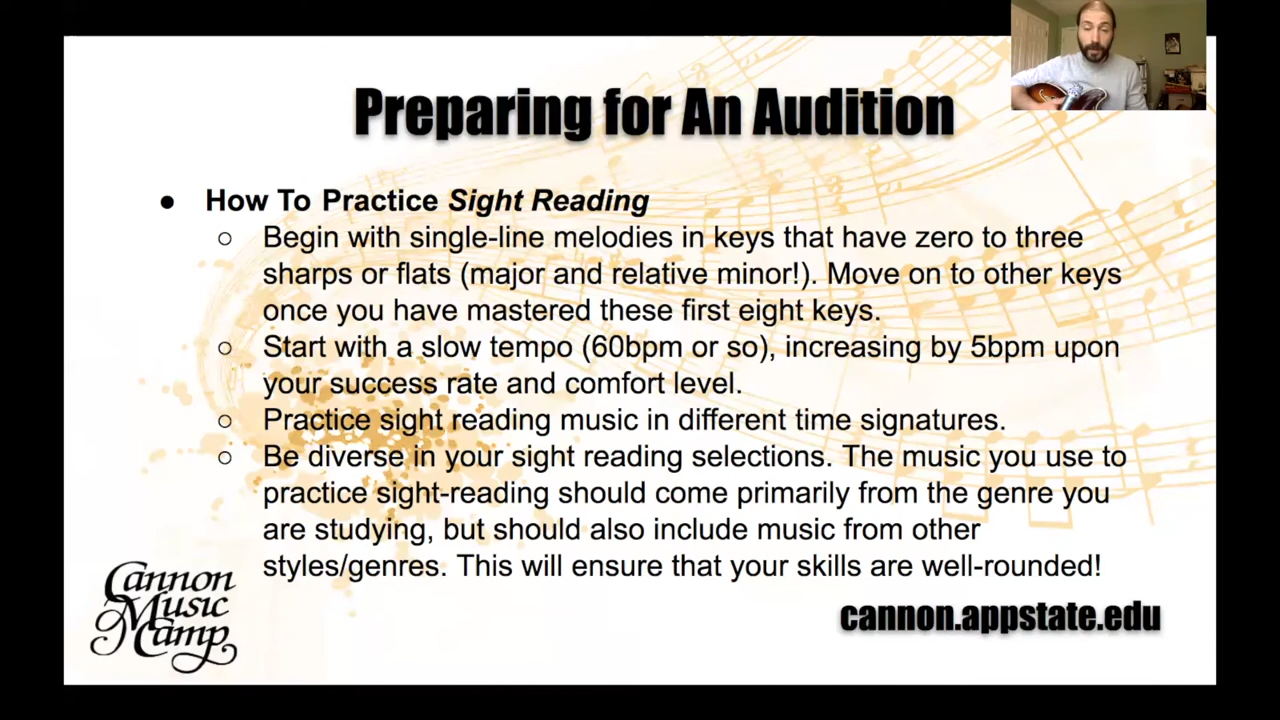 Preparing for An Audition
● How To Practice Sight Reading
○ Begin with single-line melodies in keys that have zero to three
sharps or flats (major and relative minor!). Move on to other keys
once you have mastered these first eight keys.
○ Start with a slow tempo (60bpm or so), increasing by 5bpm upon
your success rate and comfort level.
○ Practice sight reading music in different time signatures.
○ Be diverse in your sight reading selections. The music you use to
practice sight-reading should come primarily from the genre you
are studying, but should also include music from other
styles/genres. This will ensure that your skills are well-rounded!
Cannon
Music
Camp
cannon.appstate.edu